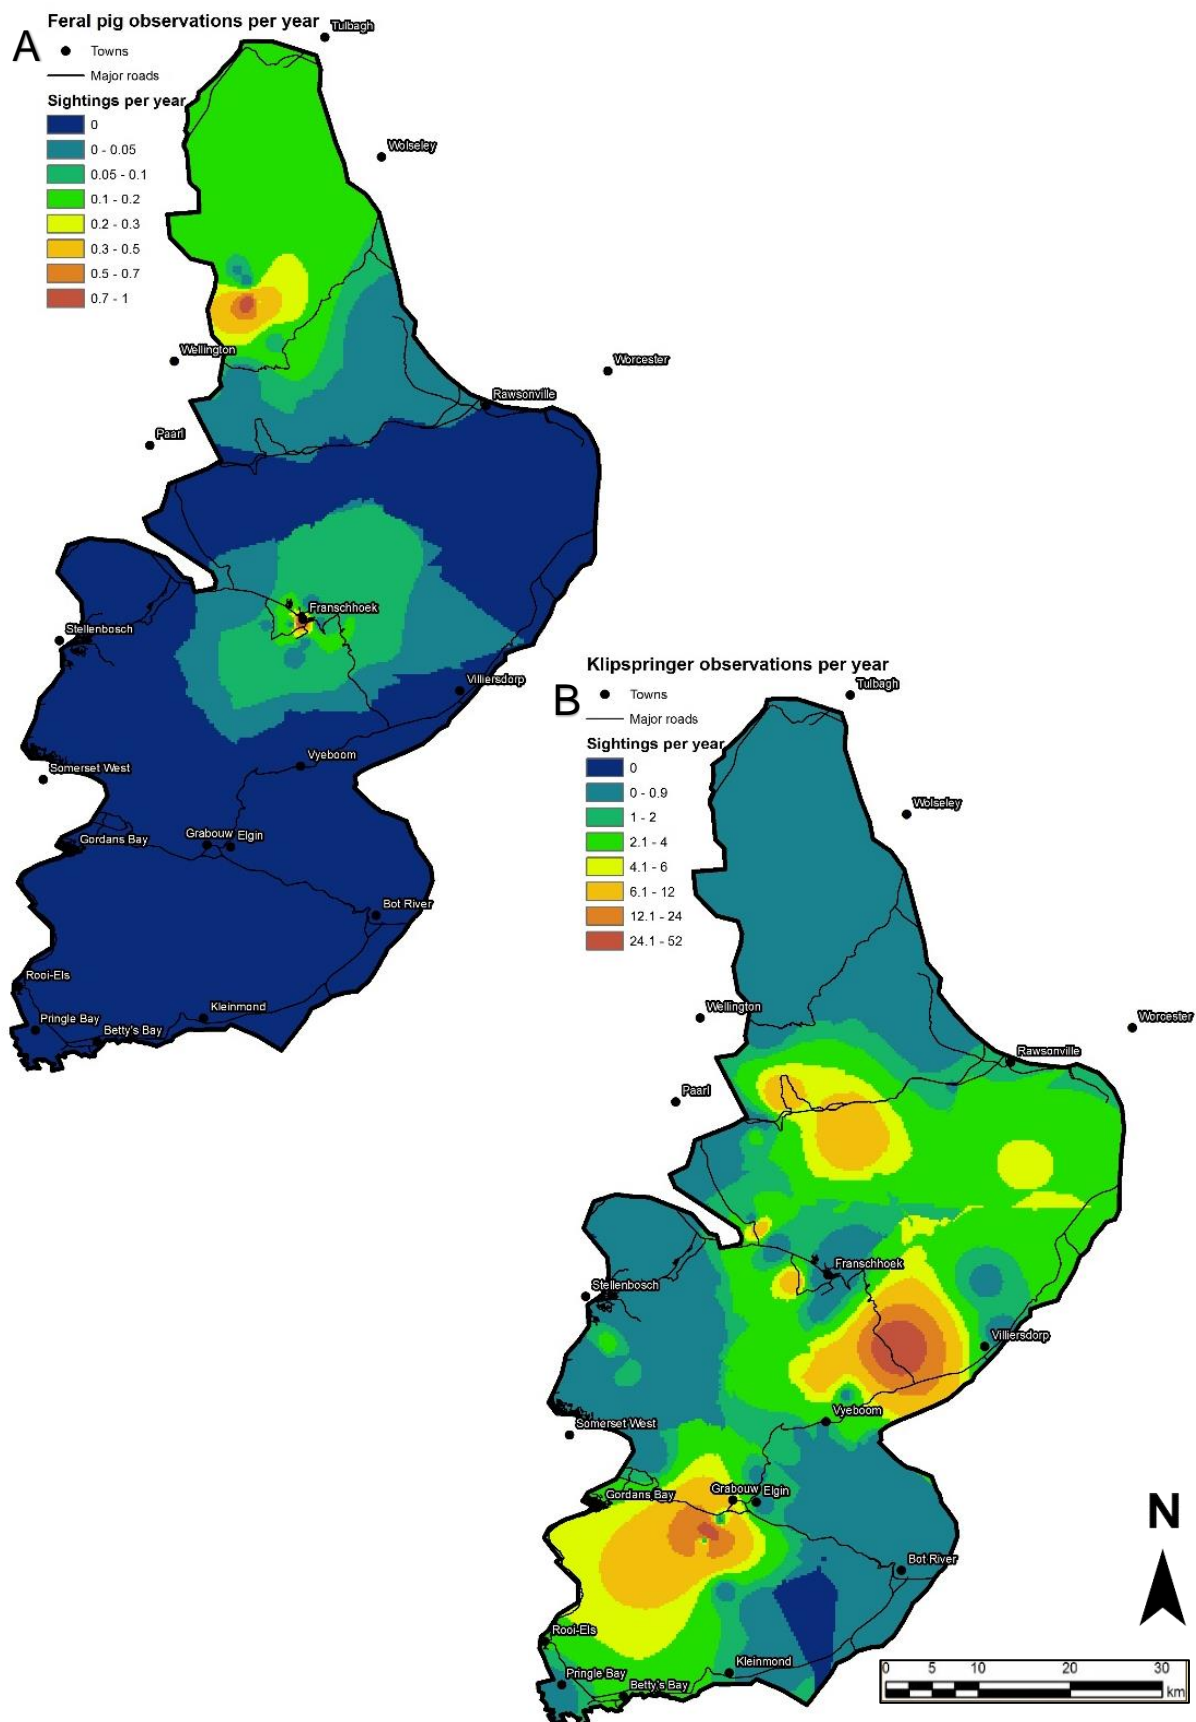 Feral pig observations per year
A
Towns
Major roads
Sightings per year
0
0 - 0.05
0.05 - 0.1
0.1 - 0.2
0.2 - 0.3
0.3 - 0.5
0.5 - 0.7
0.7 - 1
Tulbagh
Wolseley
Wellington
Worcester
Rawsonville
Paarl
Franschhoek
Stellenbosch
Villiersdorp
Vyeboom
Somerset West
Gordans Bay
Grabouw
Elgin
Bot River
Rooi-Els
Pringle Bay
Betty's Bay
Kleinmond
Klipspringer observations per year
B
Towns
Major roads
Sightings per year
0
0 - 0.9
1 - 2
2.1 - 4
4.1 - 6
6.1 - 12
12.1 - 24
24.1 - 52
Tulbagh
Wolseley
Wellington
Worcester
Rawsonville
Paarl
Franschhoek
Stellenbosch
Villiersdorp
Vyeboom
Somerset West
Gordans Bay
Grabouw
Elgin
Bot River
Rooi-Els
Pringle Bay
Betty's Bay
Kleinmond
N
0 5 10 20 30
km